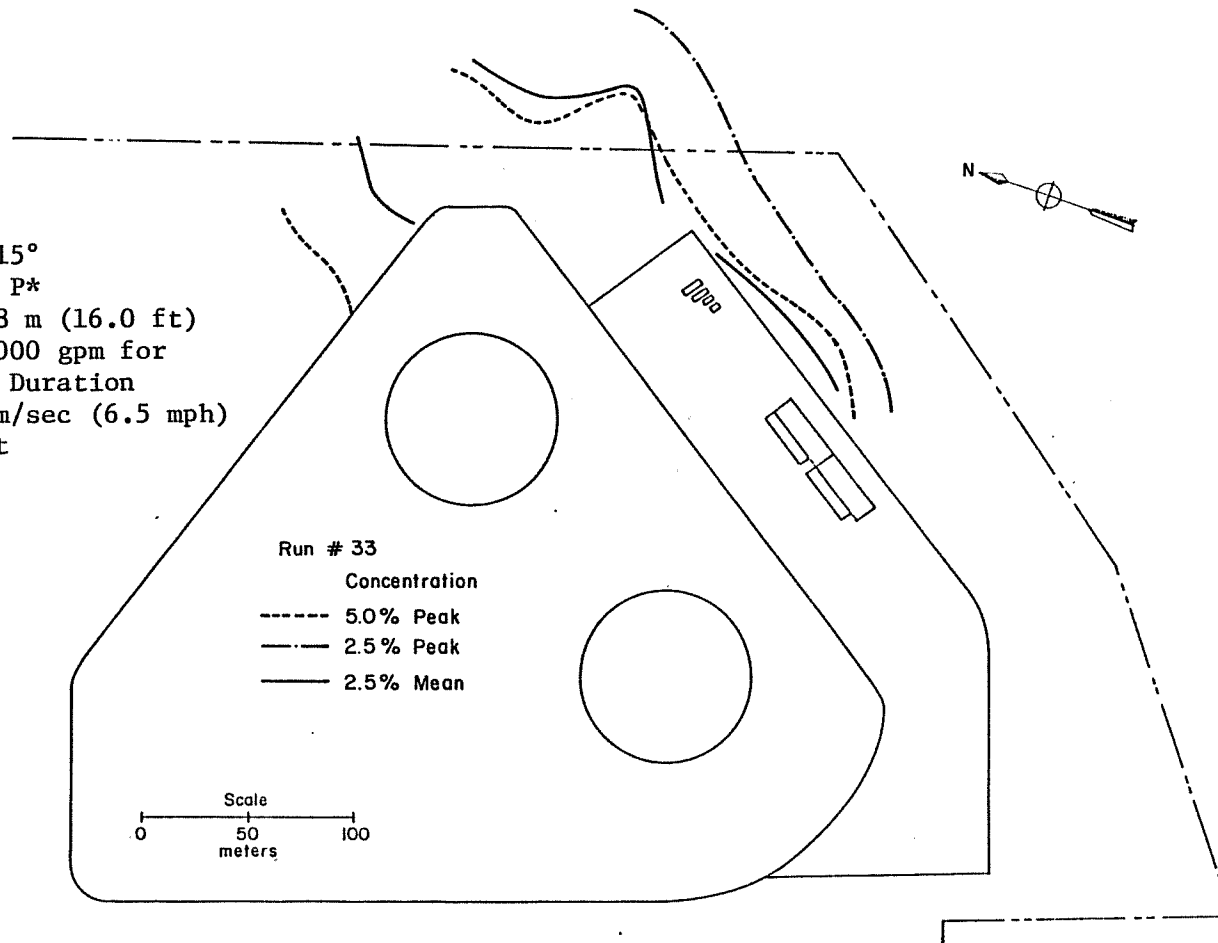 N
15°
P*
8 m (16.0 ft)
000 gpm for
Duration
m/sec (6.5 mph)
t
Run # 33
Concentration
5.0% Peak
2.5% Peak
2.5% Mean
Scale
0 50 100
meters